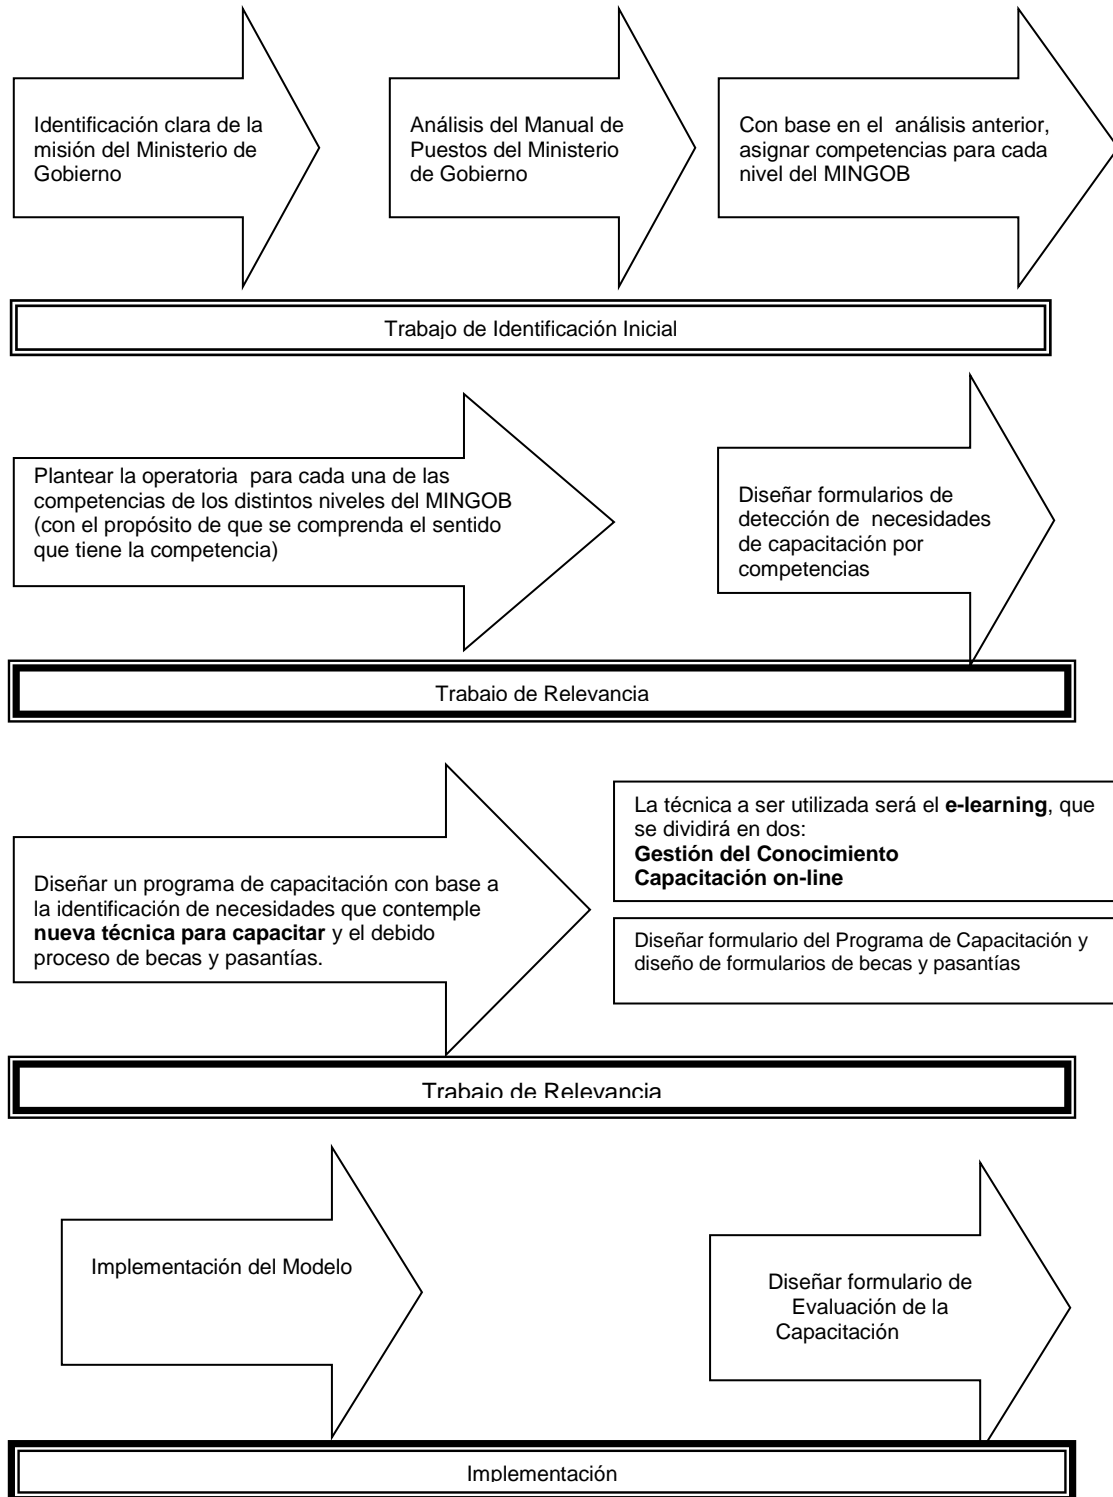 Identificación clara de la
misión del Ministerio de
Gobierno
Análisis del Manual de
Puestos del Ministerio
de Gobierno
Con base en el  análisis anterior,
asignar competencias para cada
nivel del MINGOB
Trabajo de Identificación Inicial
Plantear la operatoria  para cada una de las
competencias de los distintos niveles del MINGOB
(con el propósito de que se comprenda el sentido
que tiene la competencia)
Diseñar formularios de
detección de  necesidades
de capacitación por
competencias
Trabajo de Relevancia
Diseñar un programa de capacitación con base a
la identificación de necesidades que contemple
nueva técnica para capacitar y el debido
proceso de becas y pasantías.
La técnica a ser utilizada será el e-learning, que
se dividirá en dos:
Gestión del Conocimiento
Capacitación on-line
Diseñar formulario del Programa de Capacitación y
diseño de formularios de becas y pasantías
Trabajo de Relevancia
Implementación del Modelo
Diseñar formulario de
Evaluación de la
Capacitación
Implementación